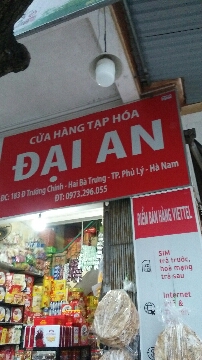 CỬA HÀNG TẠP HÓA
ĐẠI AN
ĐC: 183 Đ Trường Chinh - Hai Bà Trưng - TP. Phủ Lý - Hà Nam
ĐT: 0973.296.055
ĐIỂM BÁN HÀNG VIETTEL
SIM
trả trước,
hoà mạng
trả sau
Internet